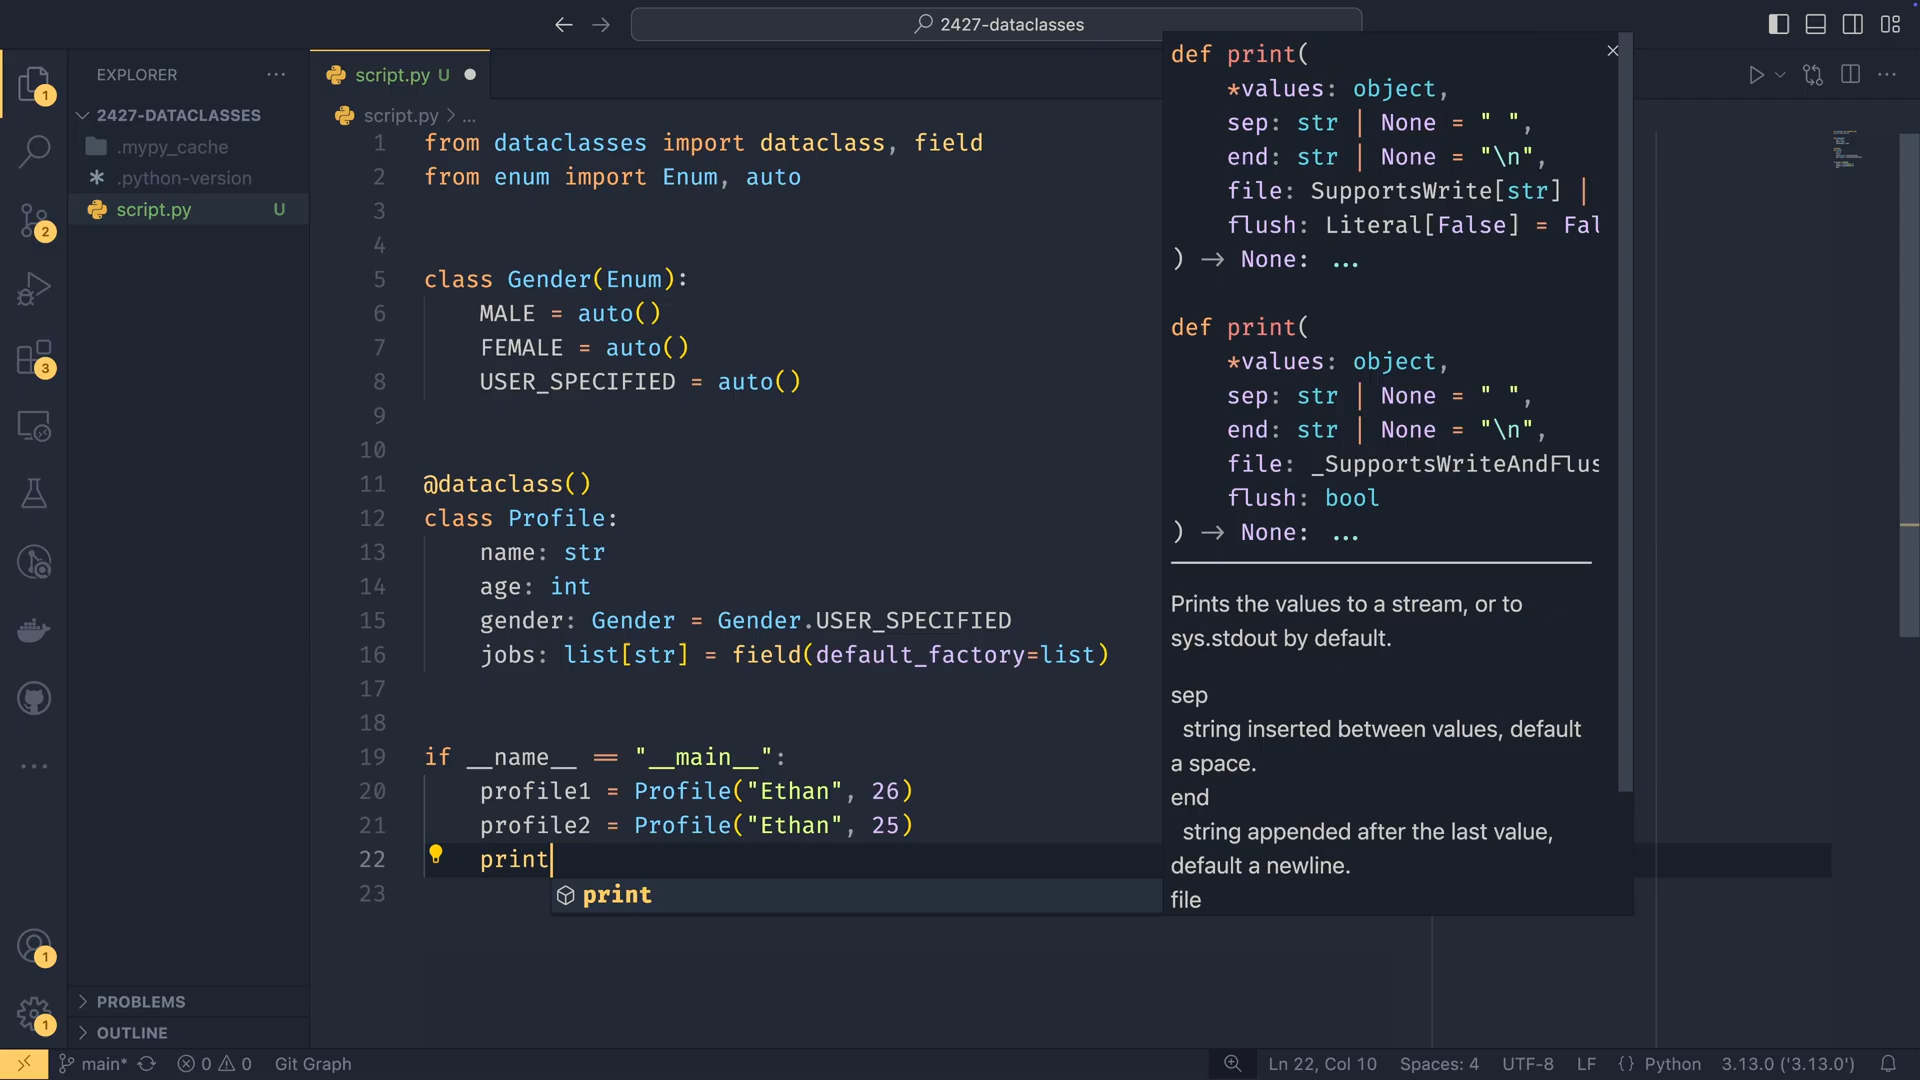 2427-dataclasses
EXPLORER
2427-DATACLASSES
.mypy_cache
.python-version
script.py U
script.py U
script.py > ...
1 from dataclasses import dataclass, field
2 from enum import Enum, auto
3
4
5 class Gender(Enum):
6 MALE = auto()
7 FEMALE = auto()
8 USER_SPECIFIED = auto()
9
10
11 @dataclass()
12 class Profile:
13 name: str
14 age: int
15 gender: Gender = Gender.USER_SPECIFIED
16 jobs: list[str] = field(default_factory=list)
17
18
19 if __name__ == "__main__":
20 profile1 = Profile("Ethan", 26)
21 profile2 = Profile("Ethan", 25)
22 print
23
print
def print(
*values: object,
sep: str | None = " ",
end: str | None = "\n",
file: SupportsWrite[str] |
flush: Literal[False] = Fal
) -> None: ...
def print(
*values: object,
sep: str | None = " ",
end: str | None = "\n",
file: _SupportsWriteAndFlus
flush: bool
) -> None: ...
Prints the values to a stream, or to
sys.stdout by default.
sep
string inserted between values, default
a space.
end
string appended after the last value,
default a newline.
file
1
2
3
1
1
PROBLEMS
OUTLINE
main* 0 0 Git Graph
Ln 22, Col 10 Spaces: 4 UTF-8 LF {} Python 3.13.0 ('3.13.0')